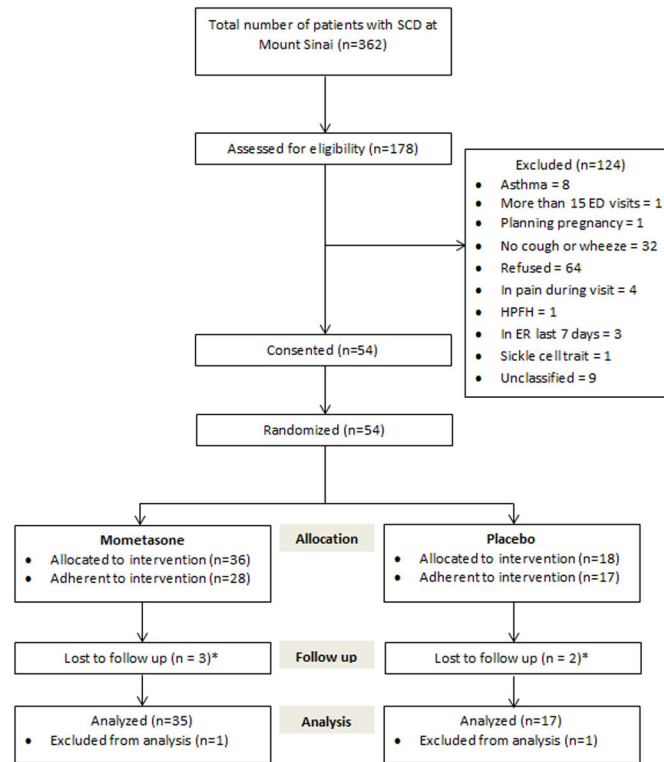 Total number of patients with SCD at
Mount Sinai (n=362)
Assessed for eligibility (n=178)
Excluded (n=124)
• Asthma = 8
• More than 15 ED visits = 1
• Planning pregnancy = 1
• No cough or wheeze = 32
• Refused = 64
• In pain during visit = 4
• HPFH = 1
• In ER last 7 days = 3
• Sickle cell trait = 1
• Unclassified = 9
Consented (n=54)
Randomized (n=54)
Mometasone
• Allocated to intervention (n=36)
• Adherent to intervention (n=28)
Allocation
Placebo
• Allocated to intervention (n=18)
• Adherent to intervention (n=17)
Lost to follow up (n = 3)*
Follow up
Lost to follow up (n = 2)*
Analyzed (n=35)
• Excluded from analysis (n=1)
Analysis
Analyzed (n=17)
• Excluded from analysis (n=1)